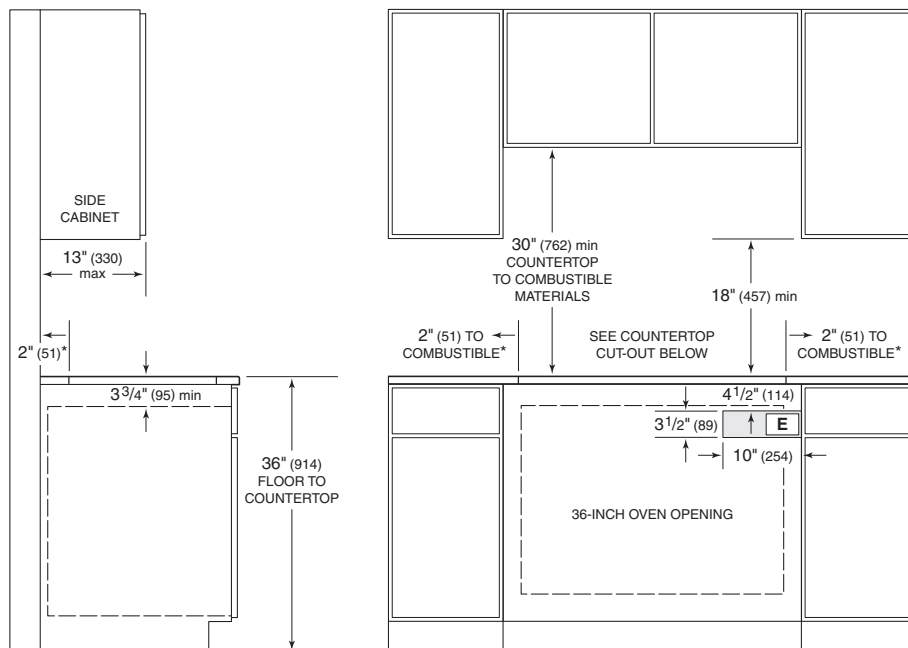 SIDE
CABINET
13" (330)
max
2" (51)*
3 3/4" (95) min
36" (914)
FLOOR TO
COUNTERTOP
30" (762) min
COUNTERTOP
TO COMBUSTIBLE
MATERIALS
18" (457) min
2" (51) TO
COMBUSTIBLE*
SEE COUNTERTOP
CUT-OUT BELOW
2" (51) TO
COMBUSTIBLE*
4 1/2" (114)
3 1/2" (89)
E
10" (254)
36-INCH OVEN OPENING